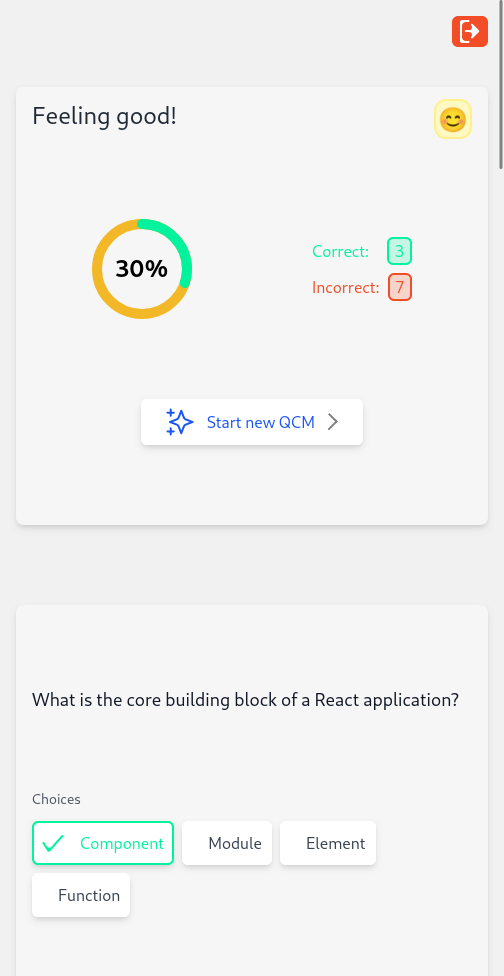 Feeling good!
30%
Correct: 3
Incorrect: 7
Start new QCM
What is the core building block of a React application?
Choices
Component Module Element
Function